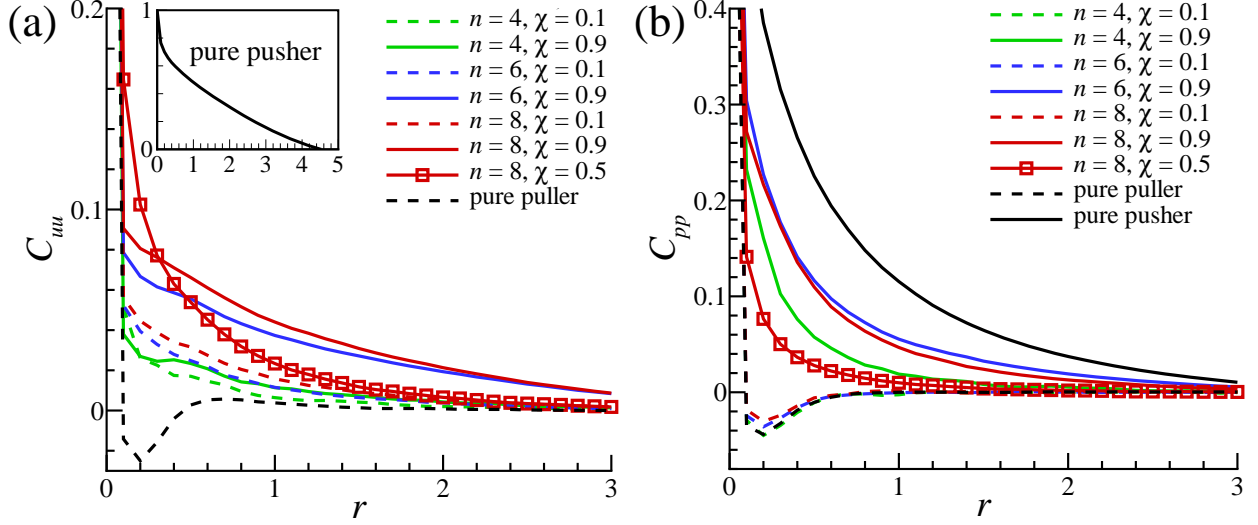 (a)
0.2
0.1
0
C_uu
1
0
pure pusher
0 1 2 3 4 5
n = 4, χ = 0.1
n = 4, χ = 0.9
n = 6, χ = 0.1
n = 6, χ = 0.9
n = 8, χ = 0.1
n = 8, χ = 0.9
n = 8, χ = 0.5
pure puller
0 1 2 3
r
(b)
0.4
0.3
0.2
0.1
0
C_pp
n = 4, χ = 0.1
n = 4, χ = 0.9
n = 6, χ = 0.1
n = 6, χ = 0.9
n = 8, χ = 0.1
n = 8, χ = 0.9
n = 8, χ = 0.5
pure puller
pure pusher
0 1 2 3
r